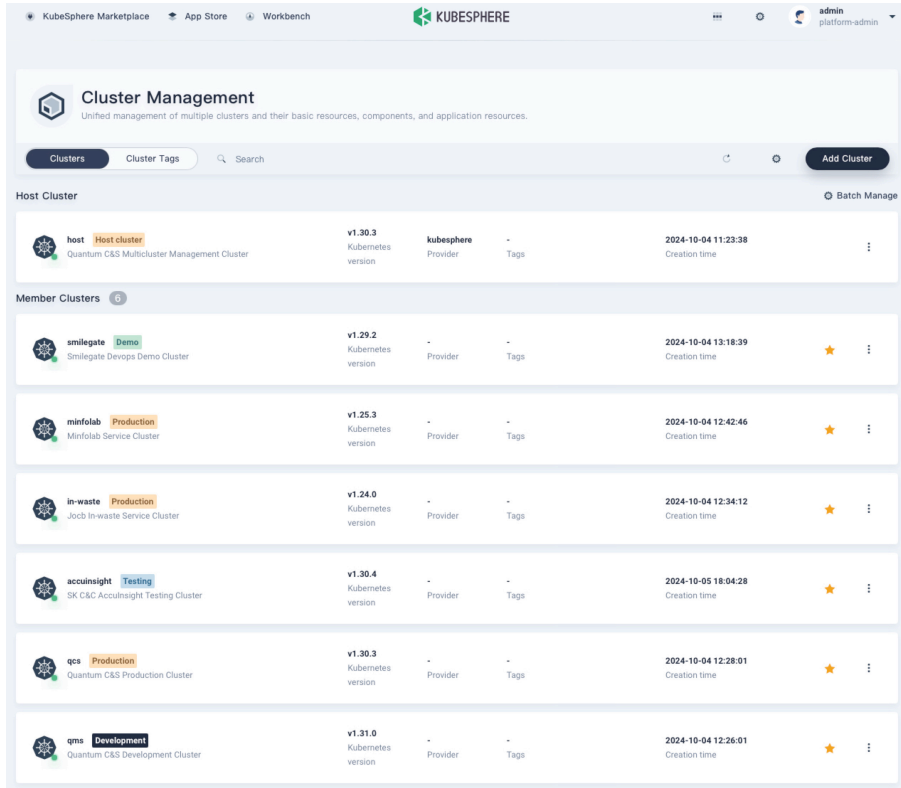 KubeSphere Marketplace App Store Workbench KUBESPHERE admin
platform-admin
Cluster Management
Unified management of multiple clusters and their basic resources, components, and application resources.
Clusters Cluster Tags Search Add Cluster
Host Cluster Batch Manage
host Host cluster v1.30.3 kubesphere - 2024-10-04 11:23:38
Quantum C&S Multicluster Management Cluster Kubernetes version Provider Tags Creation time
Member Clusters 6
smilegate Demo v1.29.2 - - 2024-10-04 13:18:39
Smilegate Devops Demo Cluster Kubernetes version Provider Tags Creation time
minfolab Production v1.25.3 - - 2024-10-04 12:42:46
Minfolab Service Cluster Kubernetes version Provider Tags Creation time
in-waste Production v1.24.0 - - 2024-10-04 12:34:12
Jocb In-waste Service Cluster Kubernetes version Provider Tags Creation time
accuinsight Testing v1.30.4 - - 2024-10-05 18:04:28
SK C&C AccuInsight Testing Cluster Kubernetes version Provider Tags Creation time
qcs Production v1.30.3 - - 2024-10-04 12:28:01
Quantum C&S Production Cluster Kubernetes version Provider Tags Creation time
qms Development v1.31.0 - - 2024-10-04 12:26:01
Quantum C&S Development Cluster Kubernetes version Provider Tags Creation time